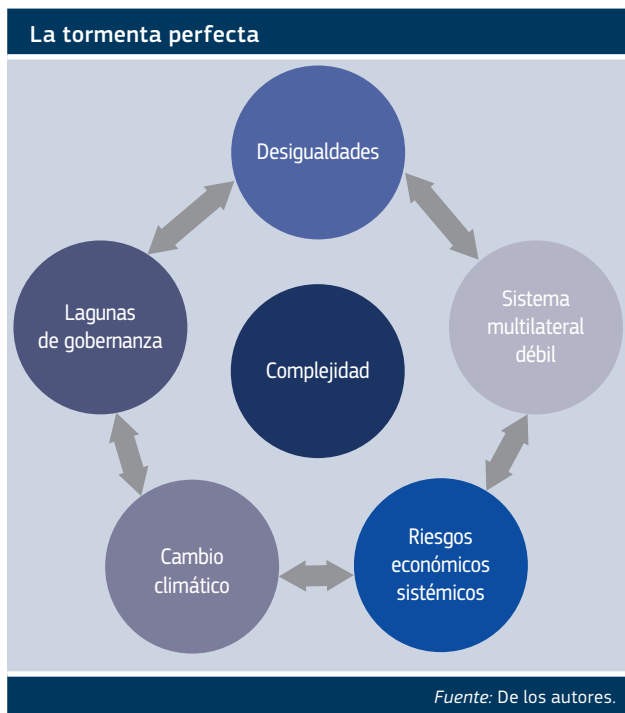 La tormenta perfecta
Desigualdades
Sistema
multilateral
débil
Lagunas
de gobernanza
Complejidad
Riesgos
económicos
sistémicos
Cambio
climático
Fuente: De los autores.